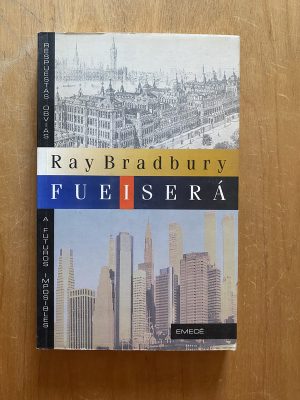 RESPUESTAS OBVIAS
Ray Bradbury
FUEISERÁ
A FUTUROS IMPOSIBLES
EMECÉ